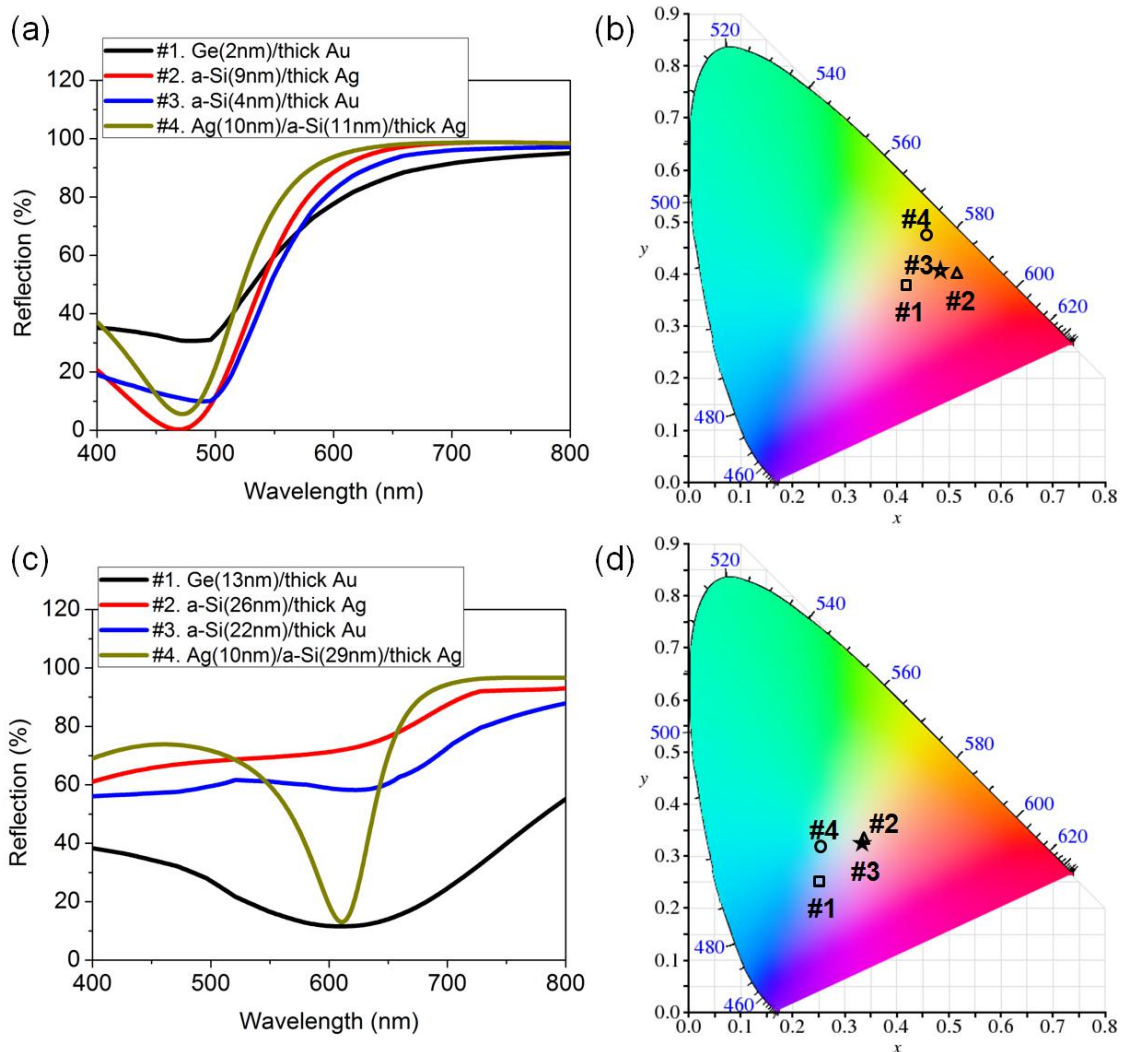 (a)
#1. Ge(2nm)/thick Au
#2. a-Si(9nm)/thick Ag
#3. a-Si(4nm)/thick Au
#4. Ag(10nm)/a-Si(11nm)/thick Ag
120
100
80
60
40
20
0
Reflection (%)
400 500 600 700 800
Wavelength (nm)
(b)
0.9
0.8
0.7
0.6
0.5
0.4
0.3
0.2
0.1
0.0
y
0.0 0.1 0.2 0.3 0.4 0.5 0.6 0.7 0.8
x
520
540
560
500
580
600
620
480
460
#4
#3
#2
#1
(c)
#1. Ge(13nm)/thick Au
#2. a-Si(26nm)/thick Ag
#3. a-Si(22nm)/thick Au
#4. Ag(10nm)/a-Si(29nm)/thick Ag
120
100
80
60
40
20
0
Reflection (%)
400 500 600 700 800
Wavelength (nm)
(d)
0.9
0.8
0.7
0.6
0.5
0.4
0.3
0.2
0.1
0.0
y
0.0 0.1 0.2 0.3 0.4 0.5 0.6 0.7 0.8
x
520
540
560
500
580
600
620
480
460
#4
#2
#3
#1